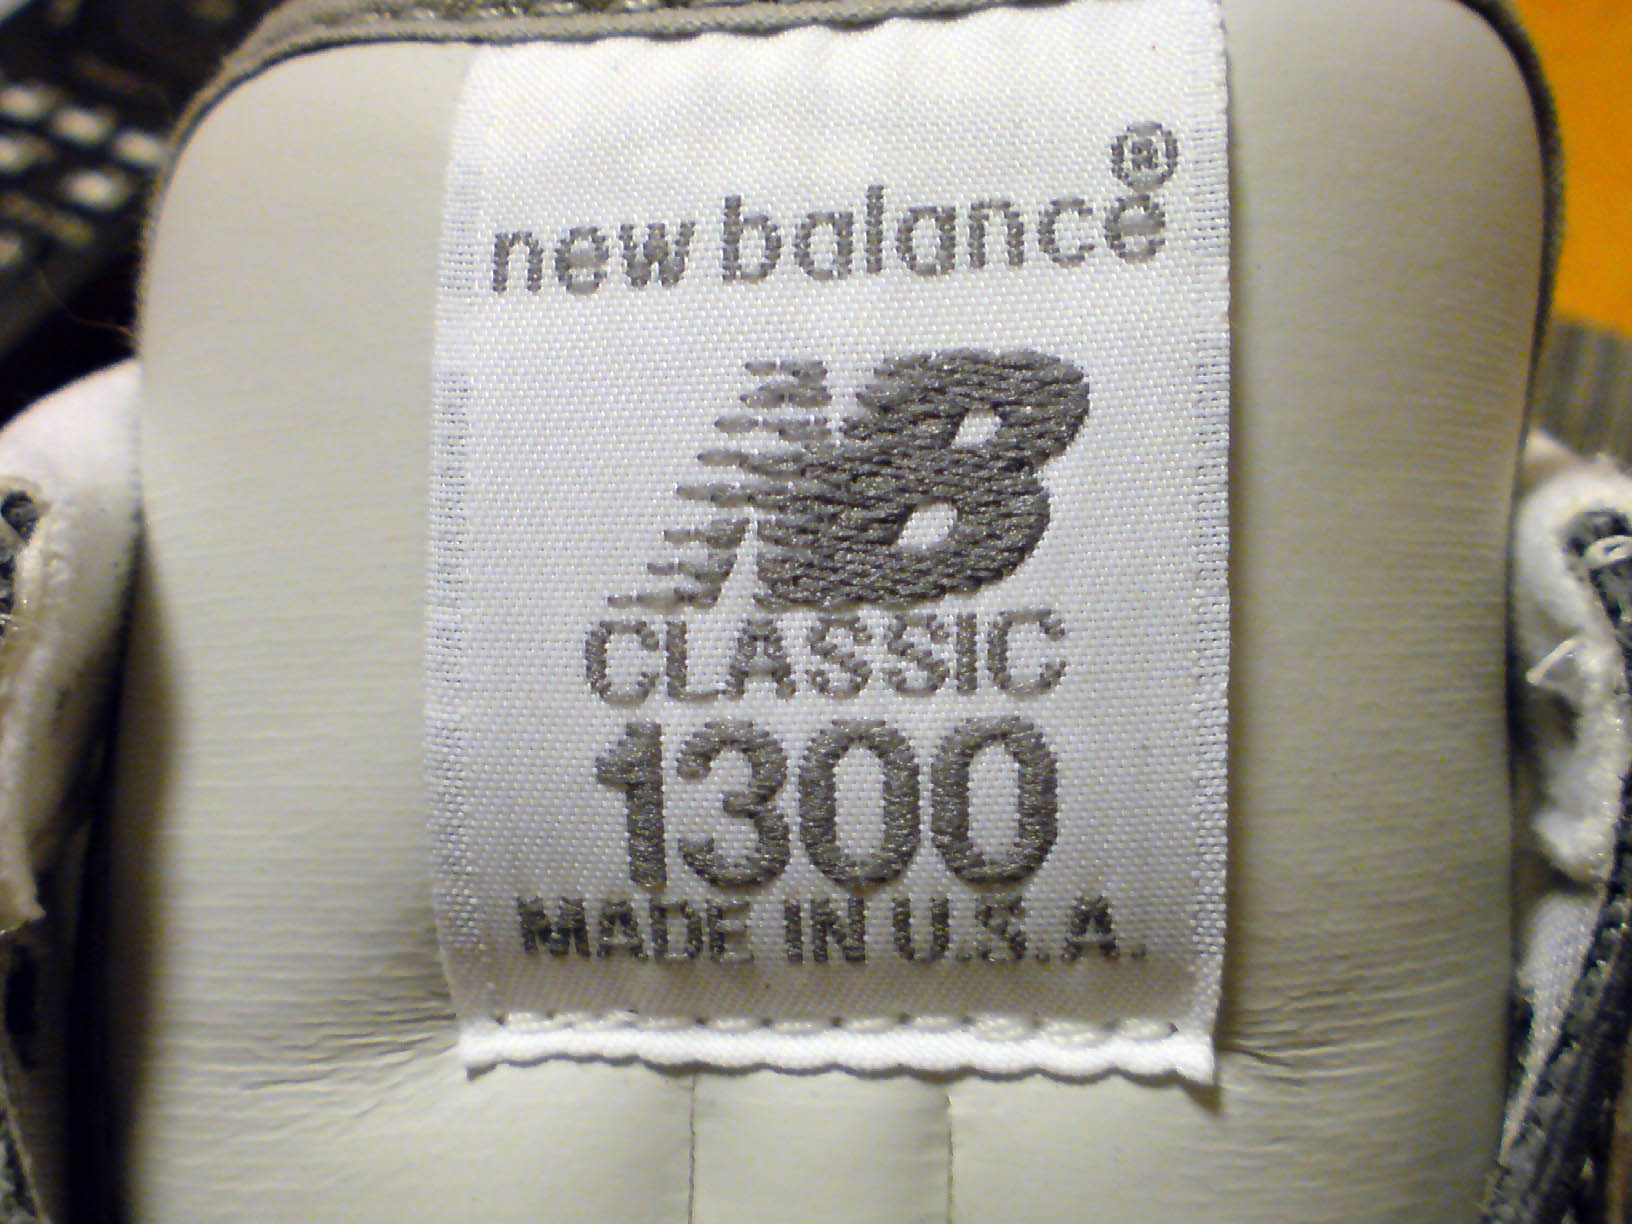 new balance®
NB
CLASSIC
1300
MADE IN U.S.A.